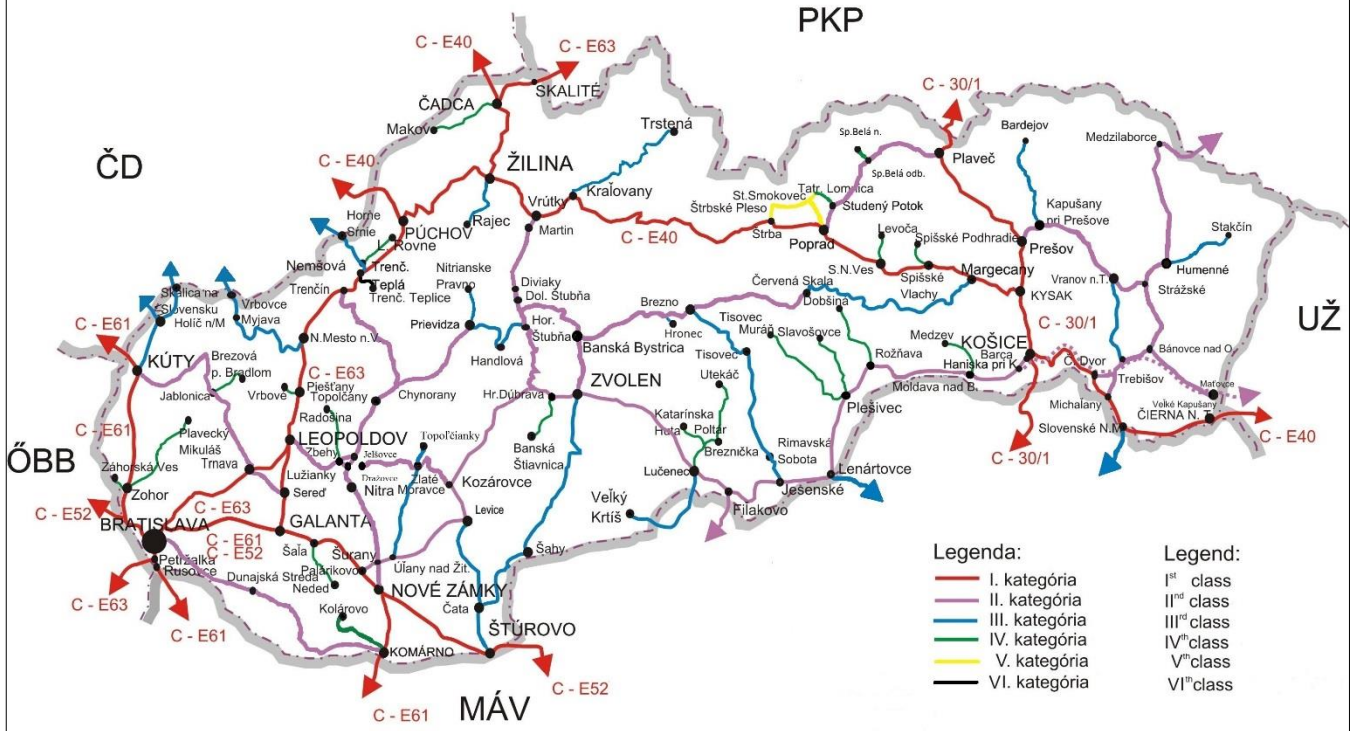 PKP
C - E40
C - E63
SKALITÉ
ČADCA
Makov
Trstená
C - 30/1
Bardejov
Sp.Belá n.
Medzilaborce
Plaveč
Sp.Belá odb.
ČD
C - E40
ŽILINA
Kraľovany
Vrútky
St.Smokovec
Tatr. Lomnica
Štrbské Pleso
Studený Potok
Kapušany
pri Prešove
Horné
Srnie
PÚCHOV
Rajec
Martin
C - E40
Štrba
Poprad
Levoča
Spišské Podhradie
Prešov
Stakčín
L. Rovne
Nemšová
Trenč.
Teplá
Trenč. Teplice
Trenčín
Nitrianske
Pravno
Diviaky
Dol. Štubňa
S.N.Ves
Spišské
Vlachy
Margecany
Vranov n.T.
Humenné
Strážské
KYSAK
Skalica na
Slovensku
Holíč n/M
Vrbovce
Myjava
Prievidza
Hor.
Štubňa
Handlová
Brezno
Hronec
Červená Skala
Dobšiná
C - 30/1
UŽ
C - E61
N.Mesto n.V.
Banská Bystrica
Tisovec
Muráň
Slavošovce
Tisovec
Medzev
KOŠICE
Barca
Haniska pri K.
Č. Dvor
Bánovce nad O.
KÚTY
Brezová
p. Bradlom
C - E63
Piešťany
Topoľčany
Chynorany
ZVOLEN
Utekáč
Rožňava
Moldava nad B.
Trebišov
Maťovce
Jablonica
Vrbové
Radošina
Hr.Dúbrava
Plešivec
Michaľany
Veľké Kapušany
ČIERNA N. T.
Slovenské N.M.
C - E61
Plavecký
Mikuláš
LEOPOLDOV
Topoľčianky
Katarínska
Huta
Poltár
Breznička
Banská
Štiavnica
C - E40
ŐBB
Záhorská Ves
Trnava
Zbehy
Jelšovce
Lužianky
Dražovce
Zlaté
Moravce
Kozárovce
Lučenec
Rimavská
Sobota
Lenártovce
C - 30/1
Zohor
Sereď
Nitra
Jesenské
C - E52
C - E63
Levice
Veľký
Krtíš
Filakovo
BRATISLAVA
C - E61
C - E52
GALANTA
Šaľa
Šurany
Palárikovo
Úľany nad Žit.
Šahy.
Petržalka
Rusovce
Dunajská Streda
Neded
NOVÉ ZÁMKY
C - E63
Kolárovo
Čata
C - E61
ŠTÚROVO
KOMÁRNO
C - E52
C - E61
MÁV
Legenda:
I. kategória
II. kategória
III. kategória
IV. kategória
V. kategória
VI. kategória
Legend:
Ist class
IInd class
IIIrd class
IVth class
Vth class
VIth class